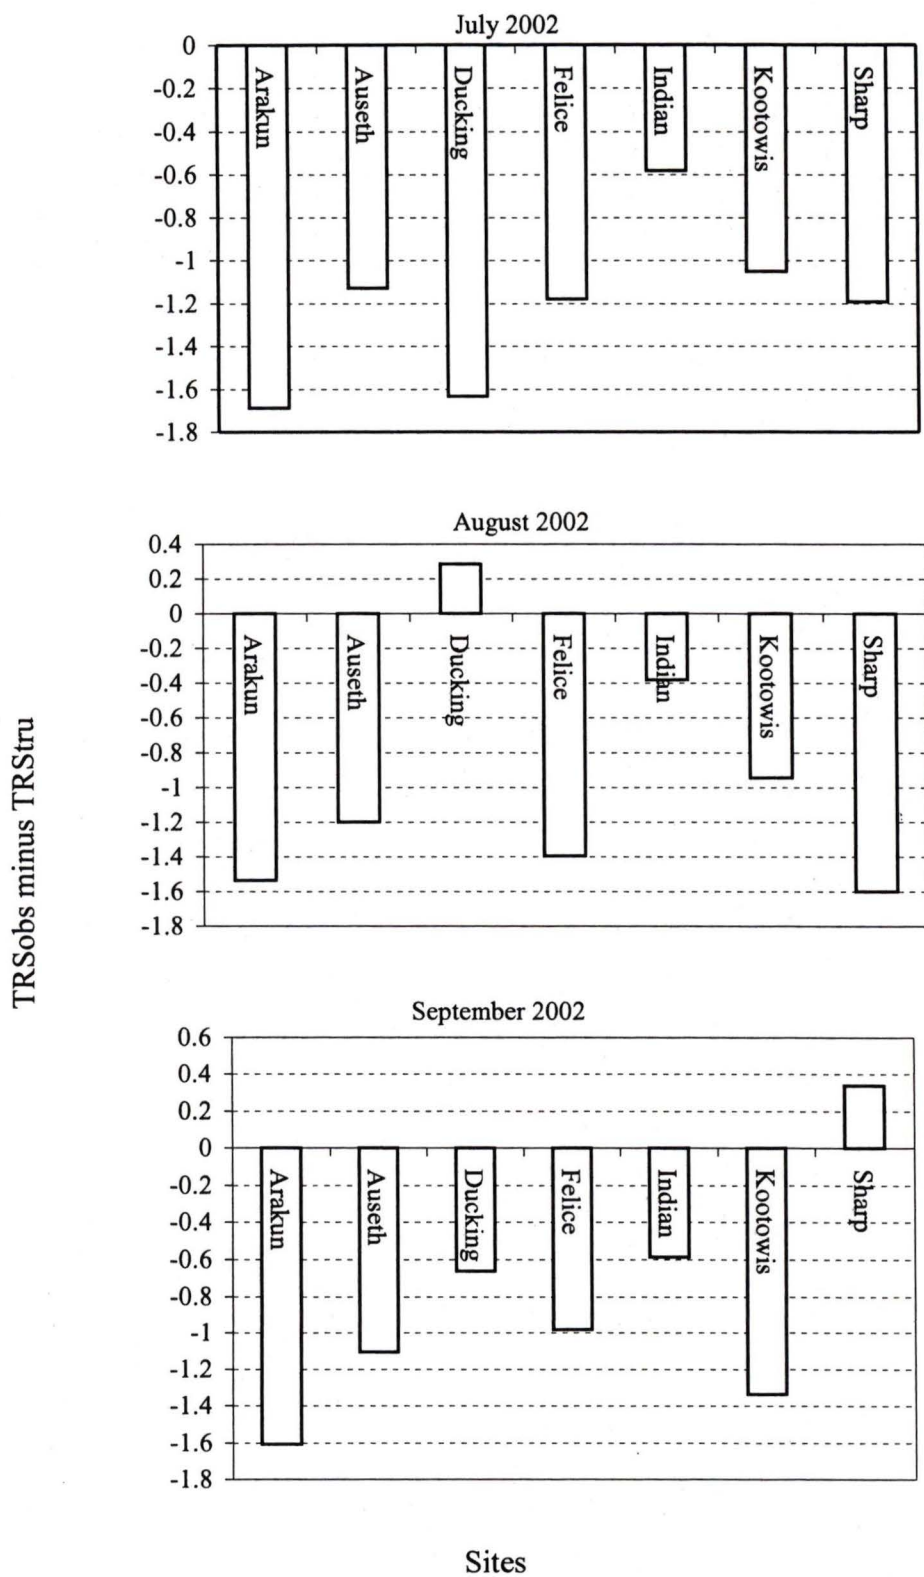 July 2002
0
-0.2
-0.4
-0.6
-0.8
-1
-1.2
-1.4
-1.6
-1.8
Arakun
Auseth
Ducking
Felice
Indian
Kootowis
Sharp
August 2002
0.4
0.2
0
-0.2
-0.4
-0.6
-0.8
-1
-1.2
-1.4
-1.6
-1.8
Arakun
Auseth
Ducking
Felice
Indian
Kootowis
Sharp
TRSobs minus TRStru
September 2002
0.6
0.4
0.2
0
-0.2
-0.4
-0.6
-0.8
-1
-1.2
-1.4
-1.6
-1.8
Arakun
Auseth
Ducking
Felice
Indian
Kootowis
Sharp
Sites